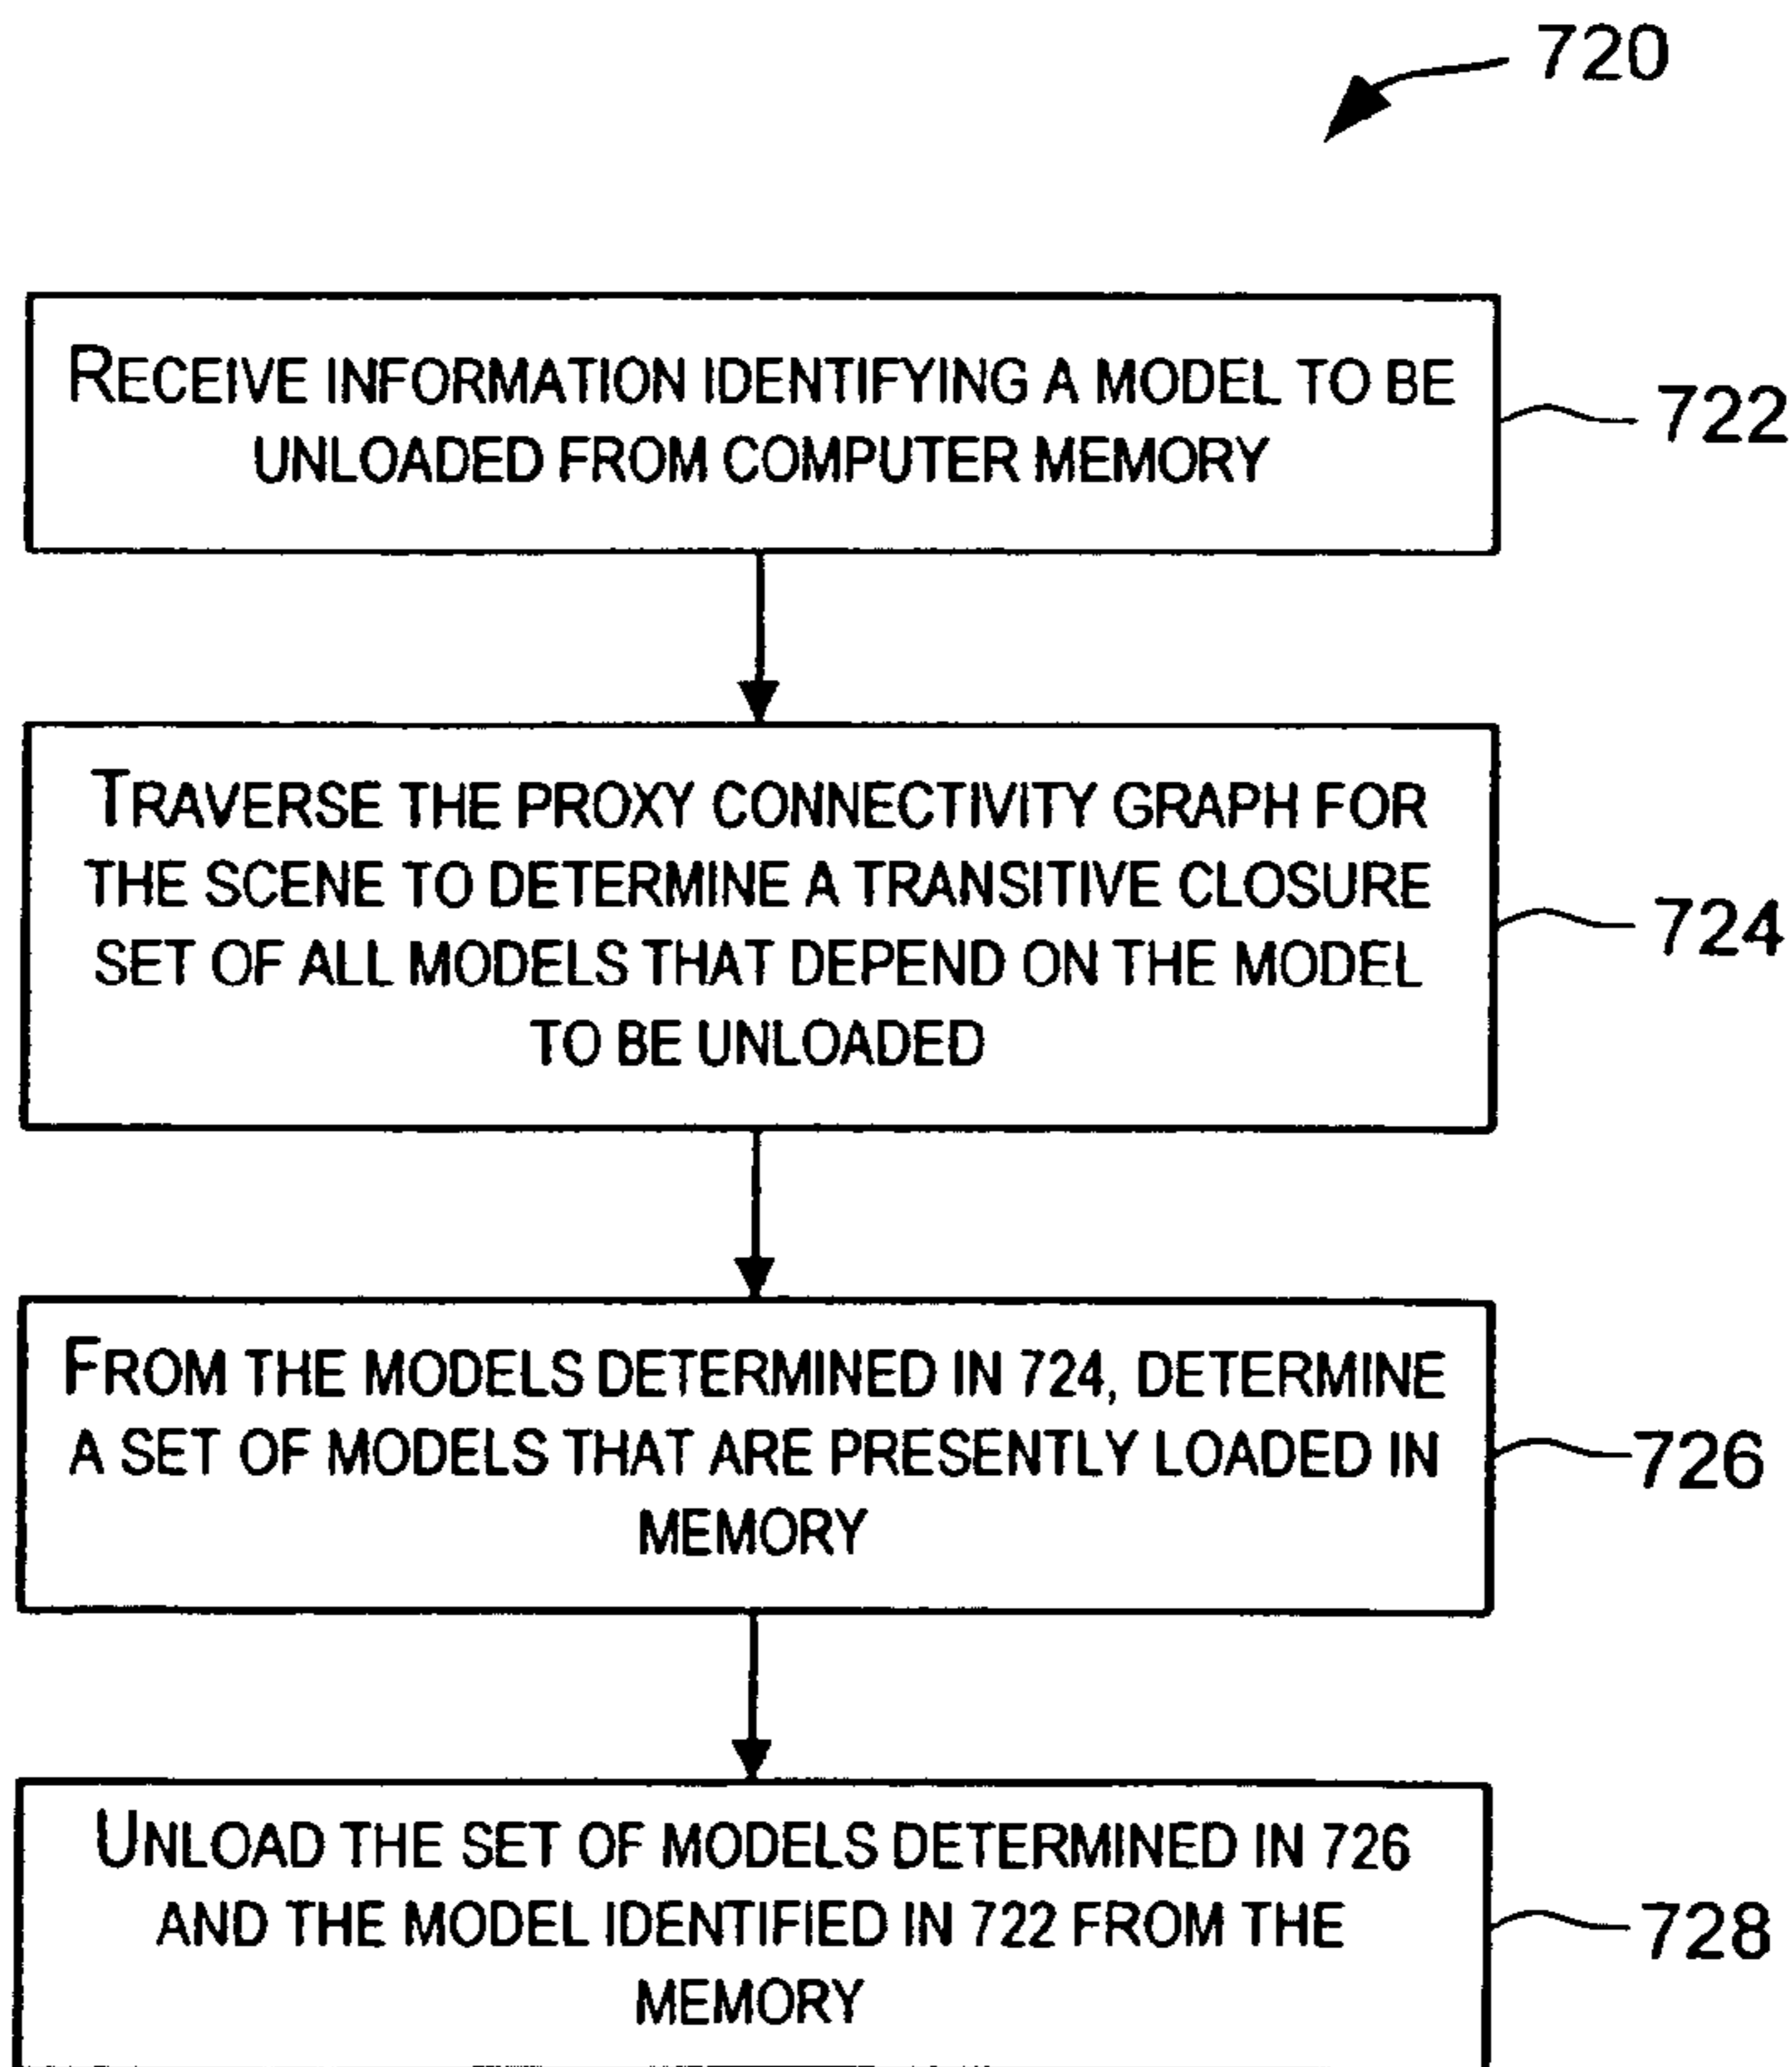 720
RECEIVE INFORMATION IDENTIFYING A MODEL TO BE
UNLOADED FROM COMPUTER MEMORY
722
TRAVERSE THE PROXY CONNECTIVITY GRAPH FOR
THE SCENE TO DETERMINE A TRANSITIVE CLOSURE
SET OF ALL MODELS THAT DEPEND ON THE MODEL
TO BE UNLOADED
724
FROM THE MODELS DETERMINED IN 724, DETERMINE
A SET OF MODELS THAT ARE PRESENTLY LOADED IN
MEMORY
726
UNLOAD THE SET OF MODELS DETERMINED IN 726
AND THE MODEL IDENTIFIED IN 722 FROM THE
MEMORY
728